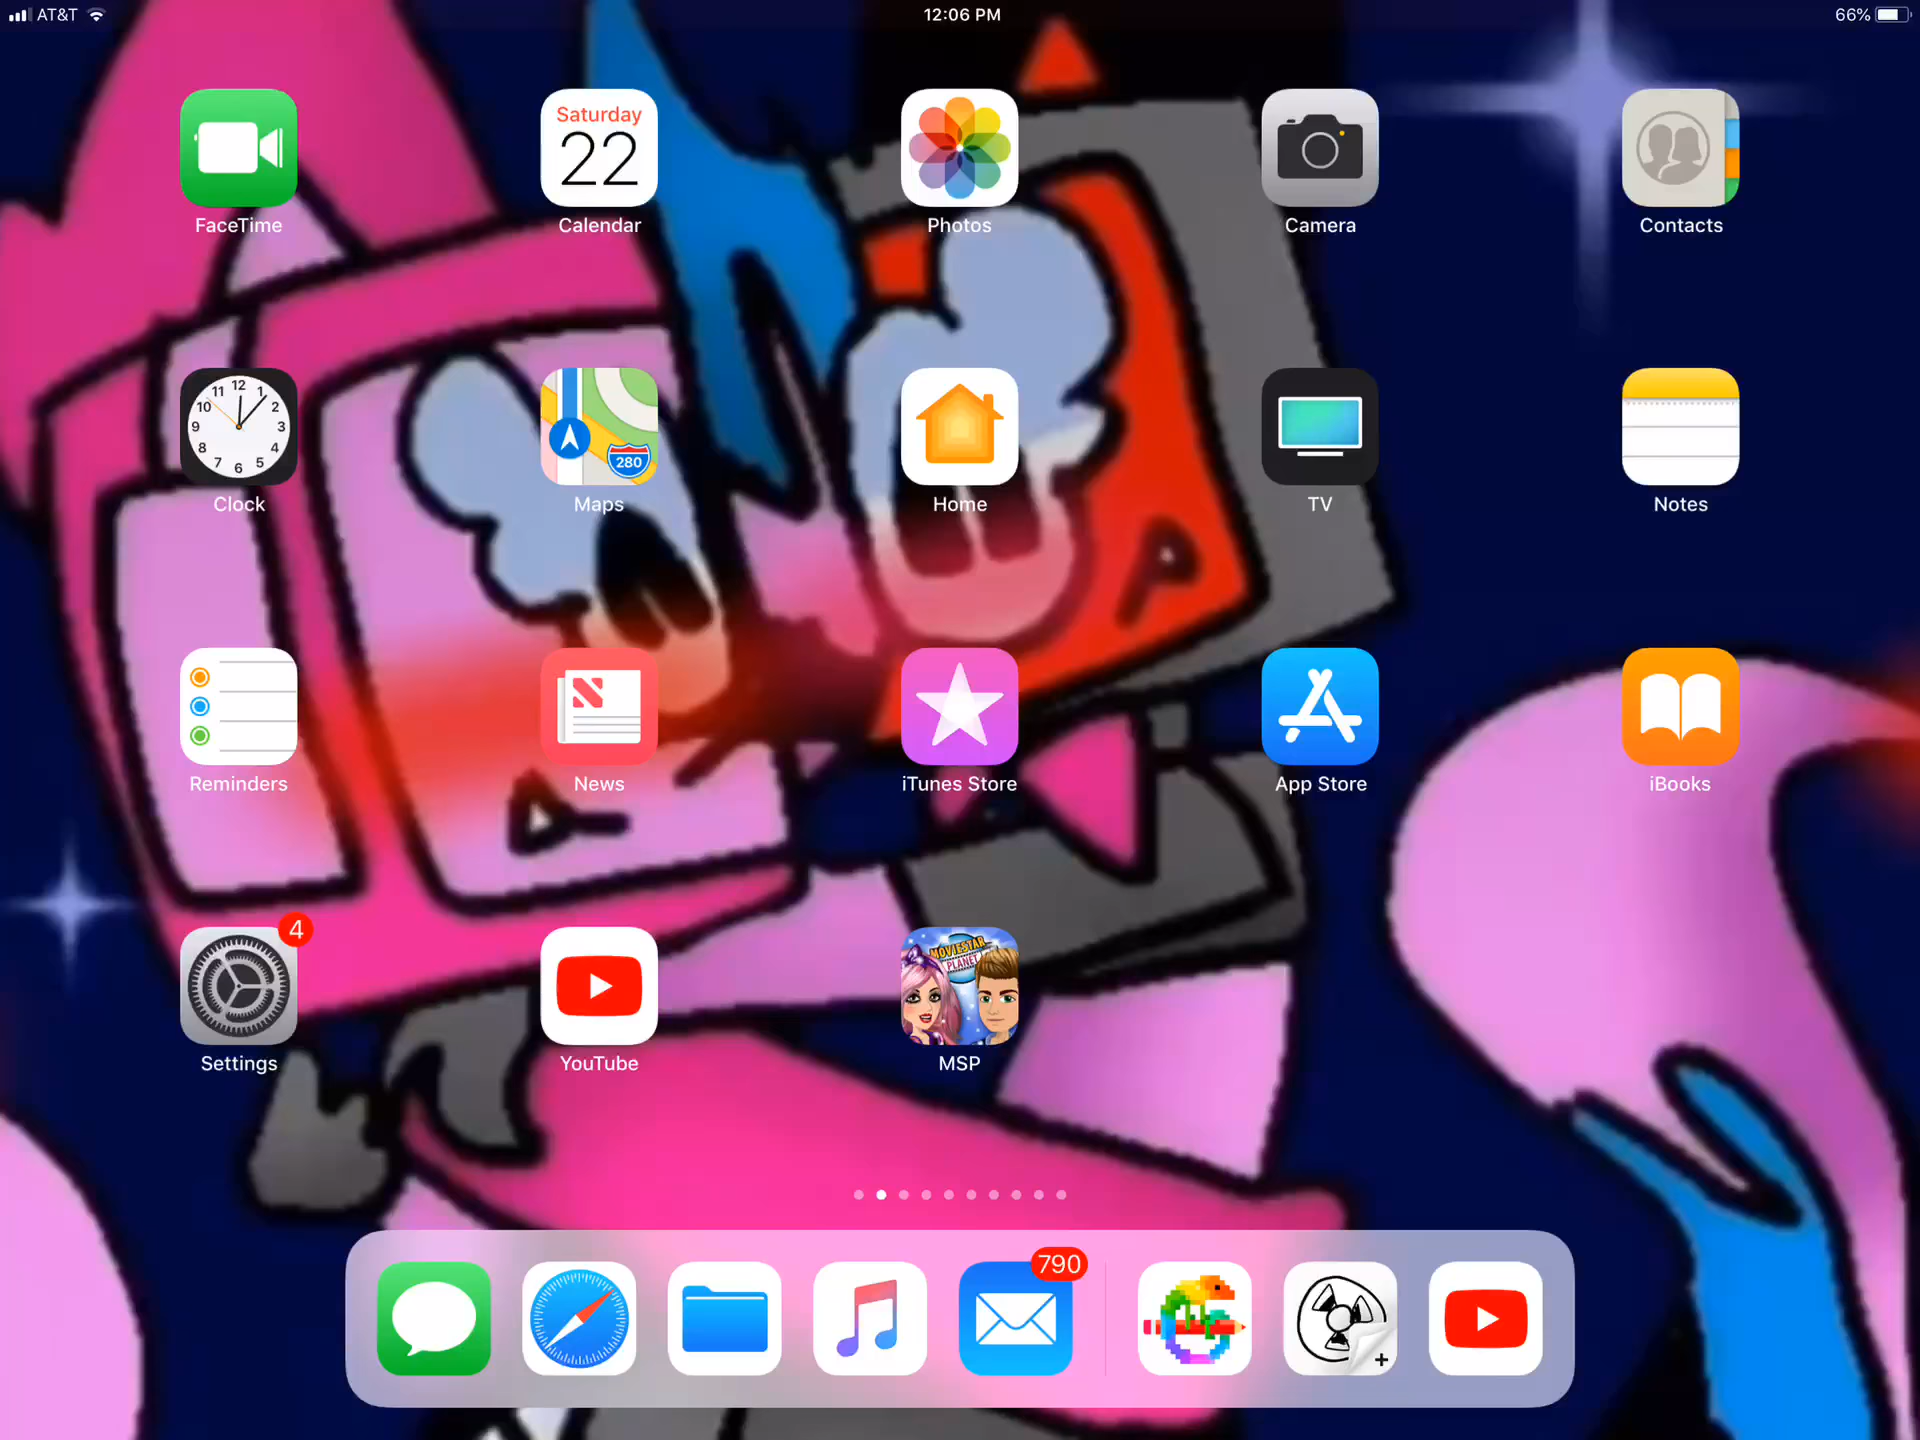 AT&T
12:06 PM
66%
Saturday
22
FaceTime
Calendar
Photos
Camera
Contacts
12
11 1
10 2
9 3
8 4
7 5
6
280
Clock
Maps
Home
TV
Notes
Reminders
News
iTunes Store
App Store
iBooks
4
MOVIESTAR
PLANET
Settings
YouTube
MSP
790